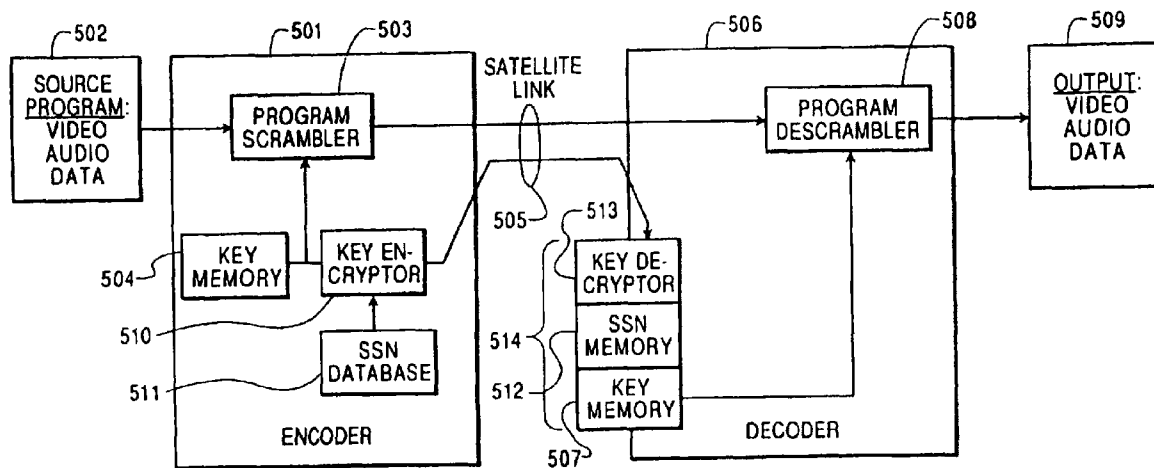 502
501
503
506
508
509
SOURCE
PROGRAM:
VIDEO
AUDIO
DATA
PROGRAM
SCRAMBLER
SATELLITE
LINK
PROGRAM
DESCRAMBLER
OUTPUT:
VIDEO
AUDIO
DATA
505
513
504
KEY
MEMORY
KEY EN-
CRYPTOR
KEY DE-
CRYPTOR
510
514
SSN
MEMORY
511
SSN
DATABASE
512
KEY
MEMORY
ENCODER
507
DECODER